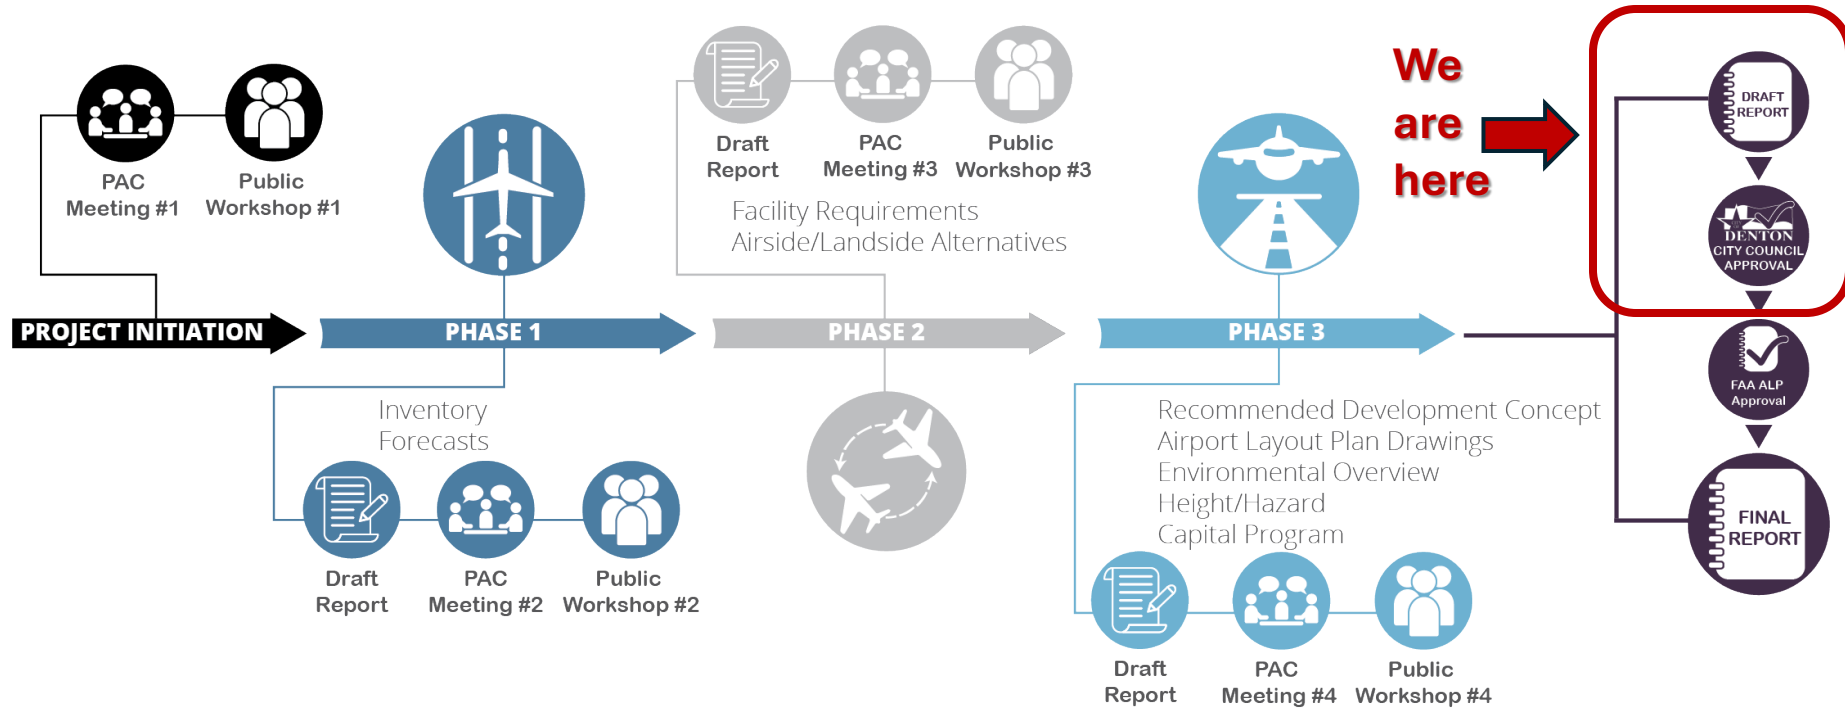 PAC
Meeting #1
Public
Workshop #1
PROJECT INITIATION
PHASE 1
Inventory
Forecasts
Draft
Report
PAC
Meeting #2
Public
Workshop #2
Draft
Report
PAC
Meeting #3
Public
Workshop #3
Facility Requirements
Airside/Landside Alternatives
PHASE 2
PHASE 3
Recommended Development Concept
Airport Layout Plan Drawings
Environmental Overview
Height/Hazard
Capital Program
Draft
Report
PAC
Meeting #4
Public
Workshop #4
We
are
here
DRAFT
REPORT
DENTON
CITY COUNCIL
APPROVAL
FAA ALP
Approval
FINAL
REPORT